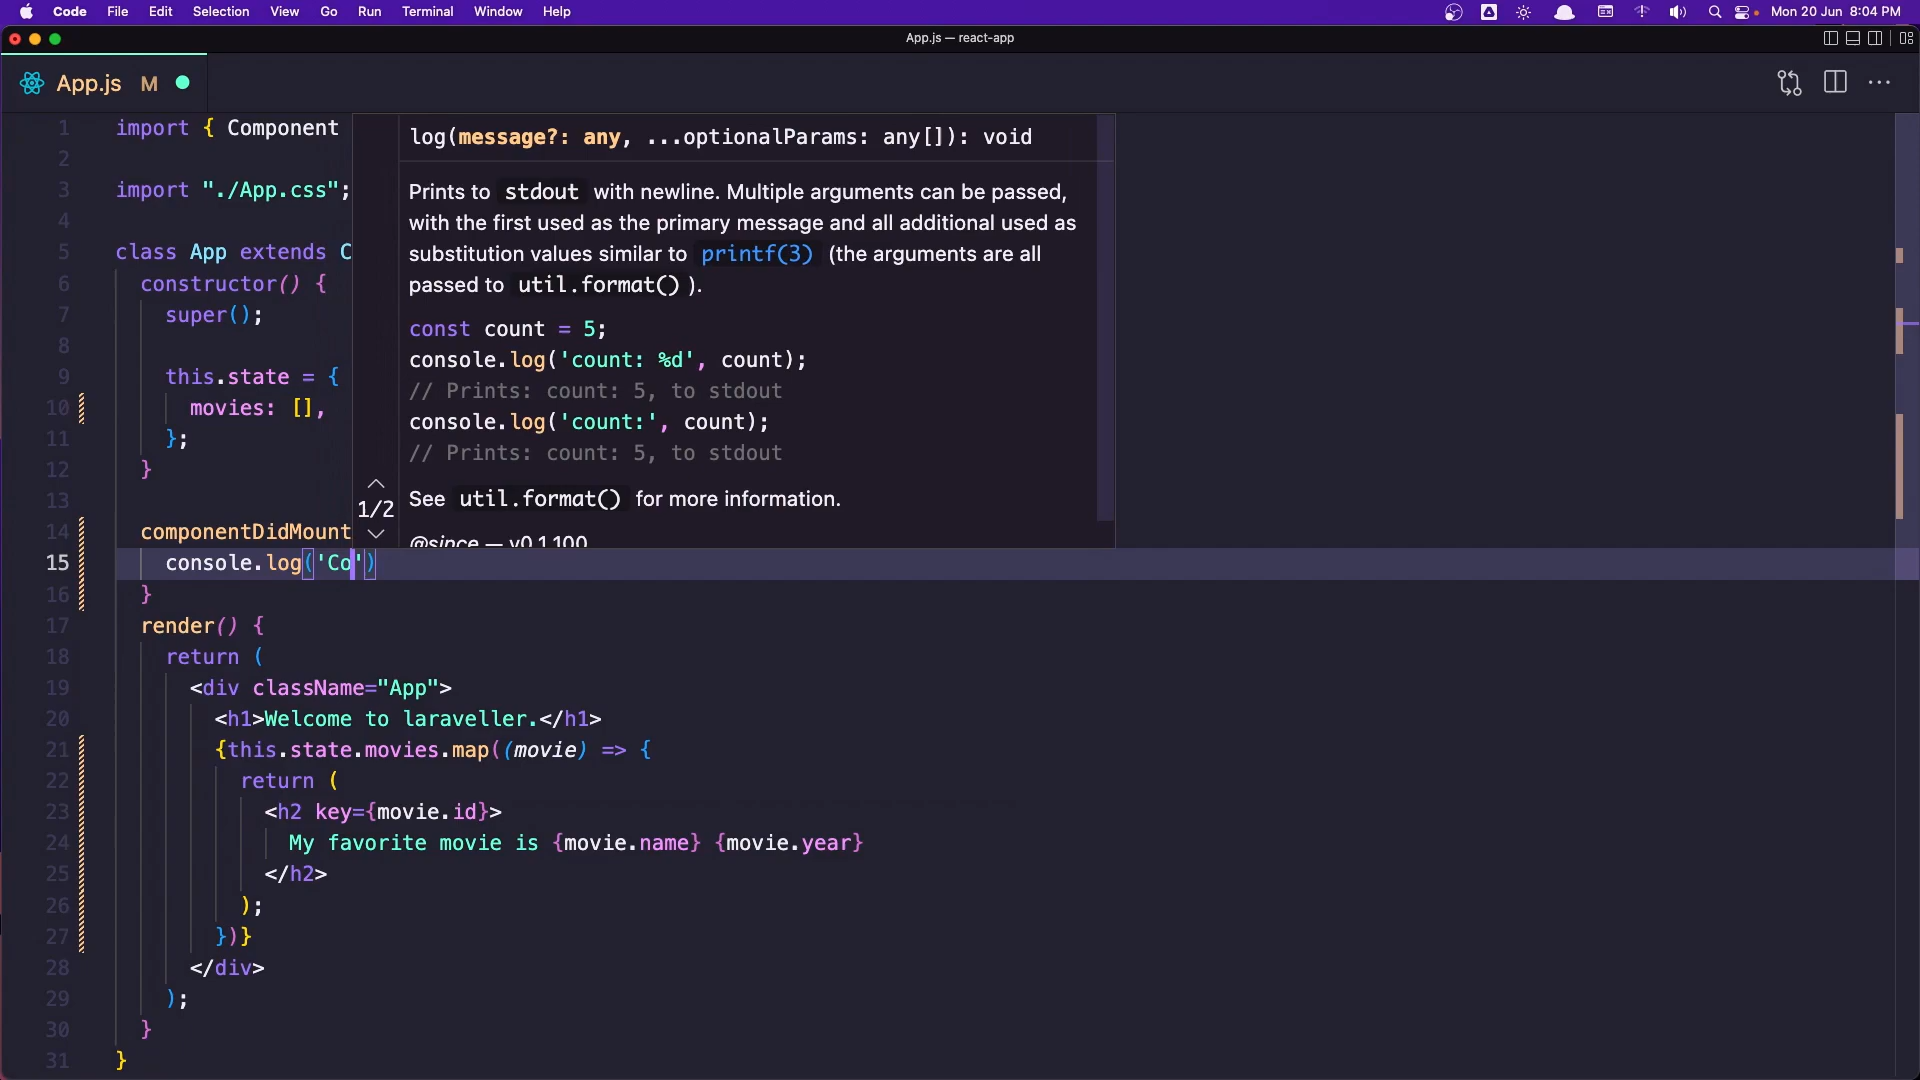 Code File Edit Selection View Go Run Terminal Window Help
Mon 20 Jun 8:04 PM
App.js — react-app
App.js M
1 import { Component
2
3 import "./App.css";
4
5 class App extends C
6 constructor() {
7 super();
8
9 this.state = {
10 movies: [],
11 };
12 }
13
14 componentDidMount
15 console.log('Co')
16 }
17 render() {
18 return (
19 <div className="App">
20 <h1>Welcome to laraveller.</h1>
21 {this.state.movies.map((movie) => {
22 return (
23 <h2 key={movie.id}>
24 My favorite movie is {movie.name} {movie.year}
25 </h2>
26 );
27 })}
28 </div>
29 );
30 }
31 }
log(message?: any, ...optionalParams: any[]): void
Prints to stdout with newline. Multiple arguments can be passed,
with the first used as the primary message and all additional used as
substitution values similar to printf(3) (the arguments are all
passed to util.format() ).
const count = 5;
console.log('count: %d', count);
// Prints: count: 5, to stdout
console.log('count:', count);
// Prints: count: 5, to stdout
1/2
See util.format() for more information.
@since — v0.1.100